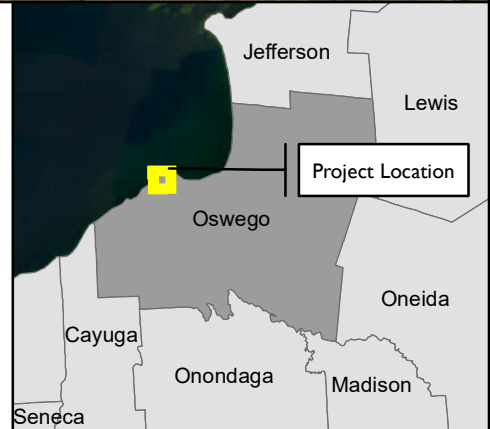 Jefferson
Lewis
Project Location
Oswego
Oneida
Cayuga
Onondaga
Madison
Seneca